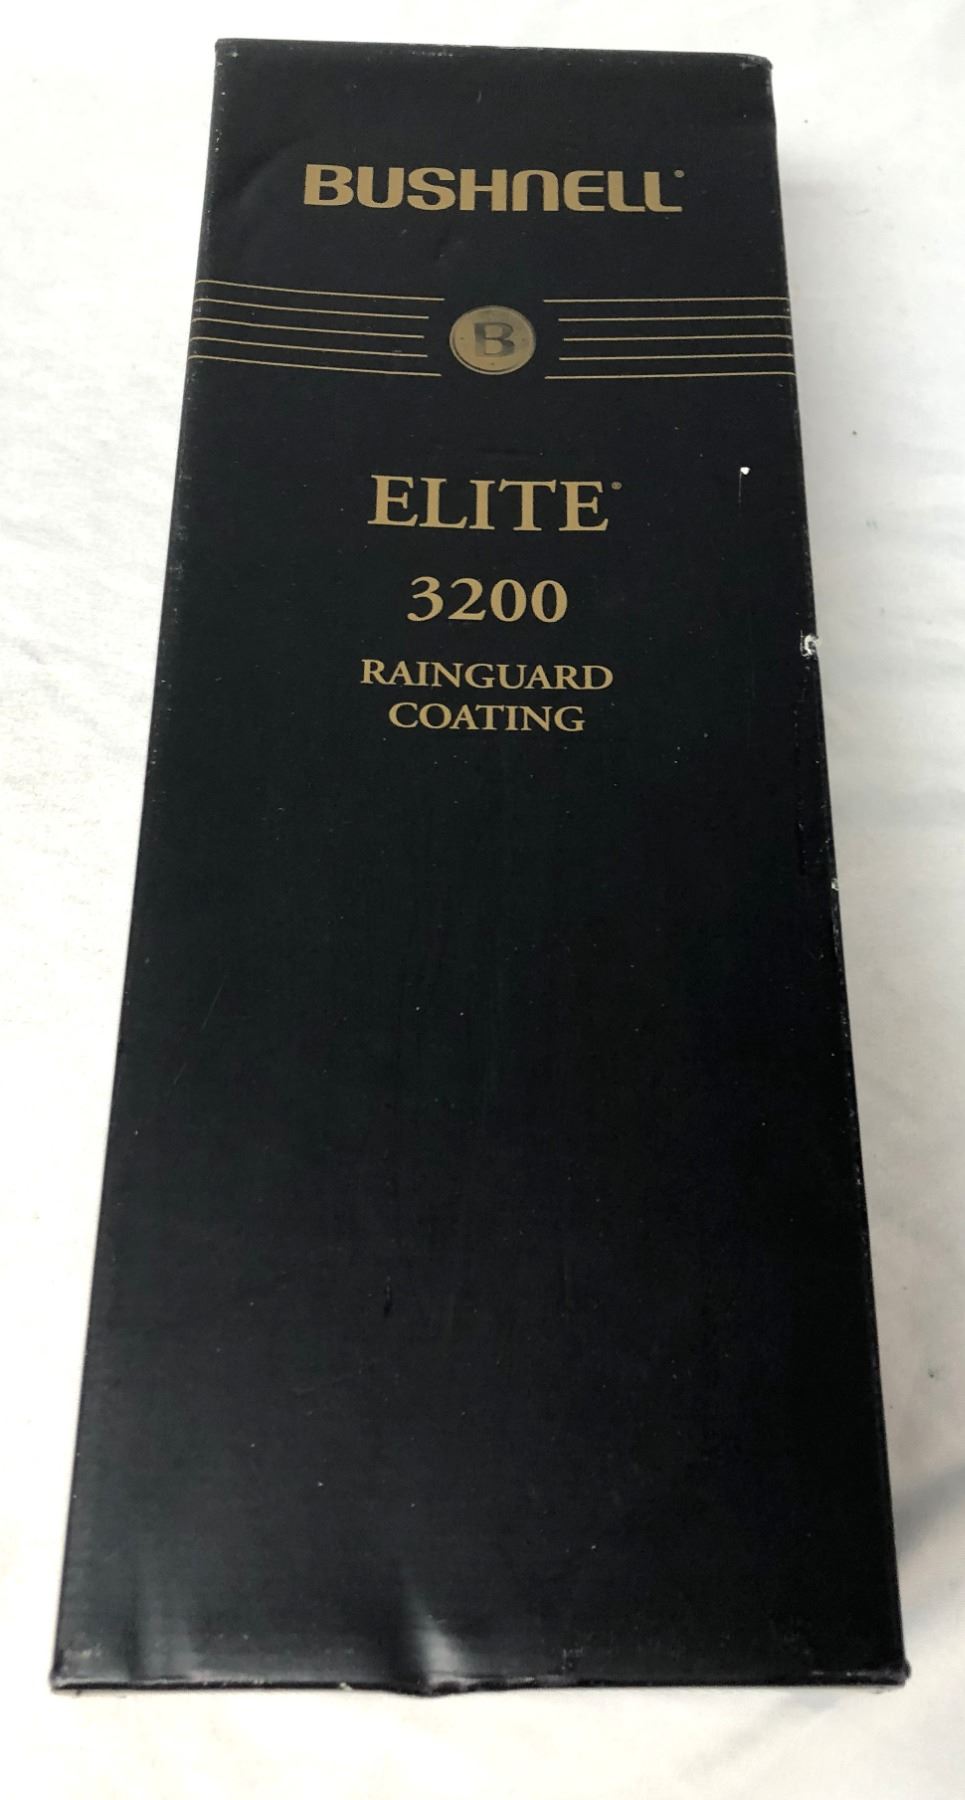 BUSHNELL®
B
ELITE®
3200
RAINGUARD
COATING